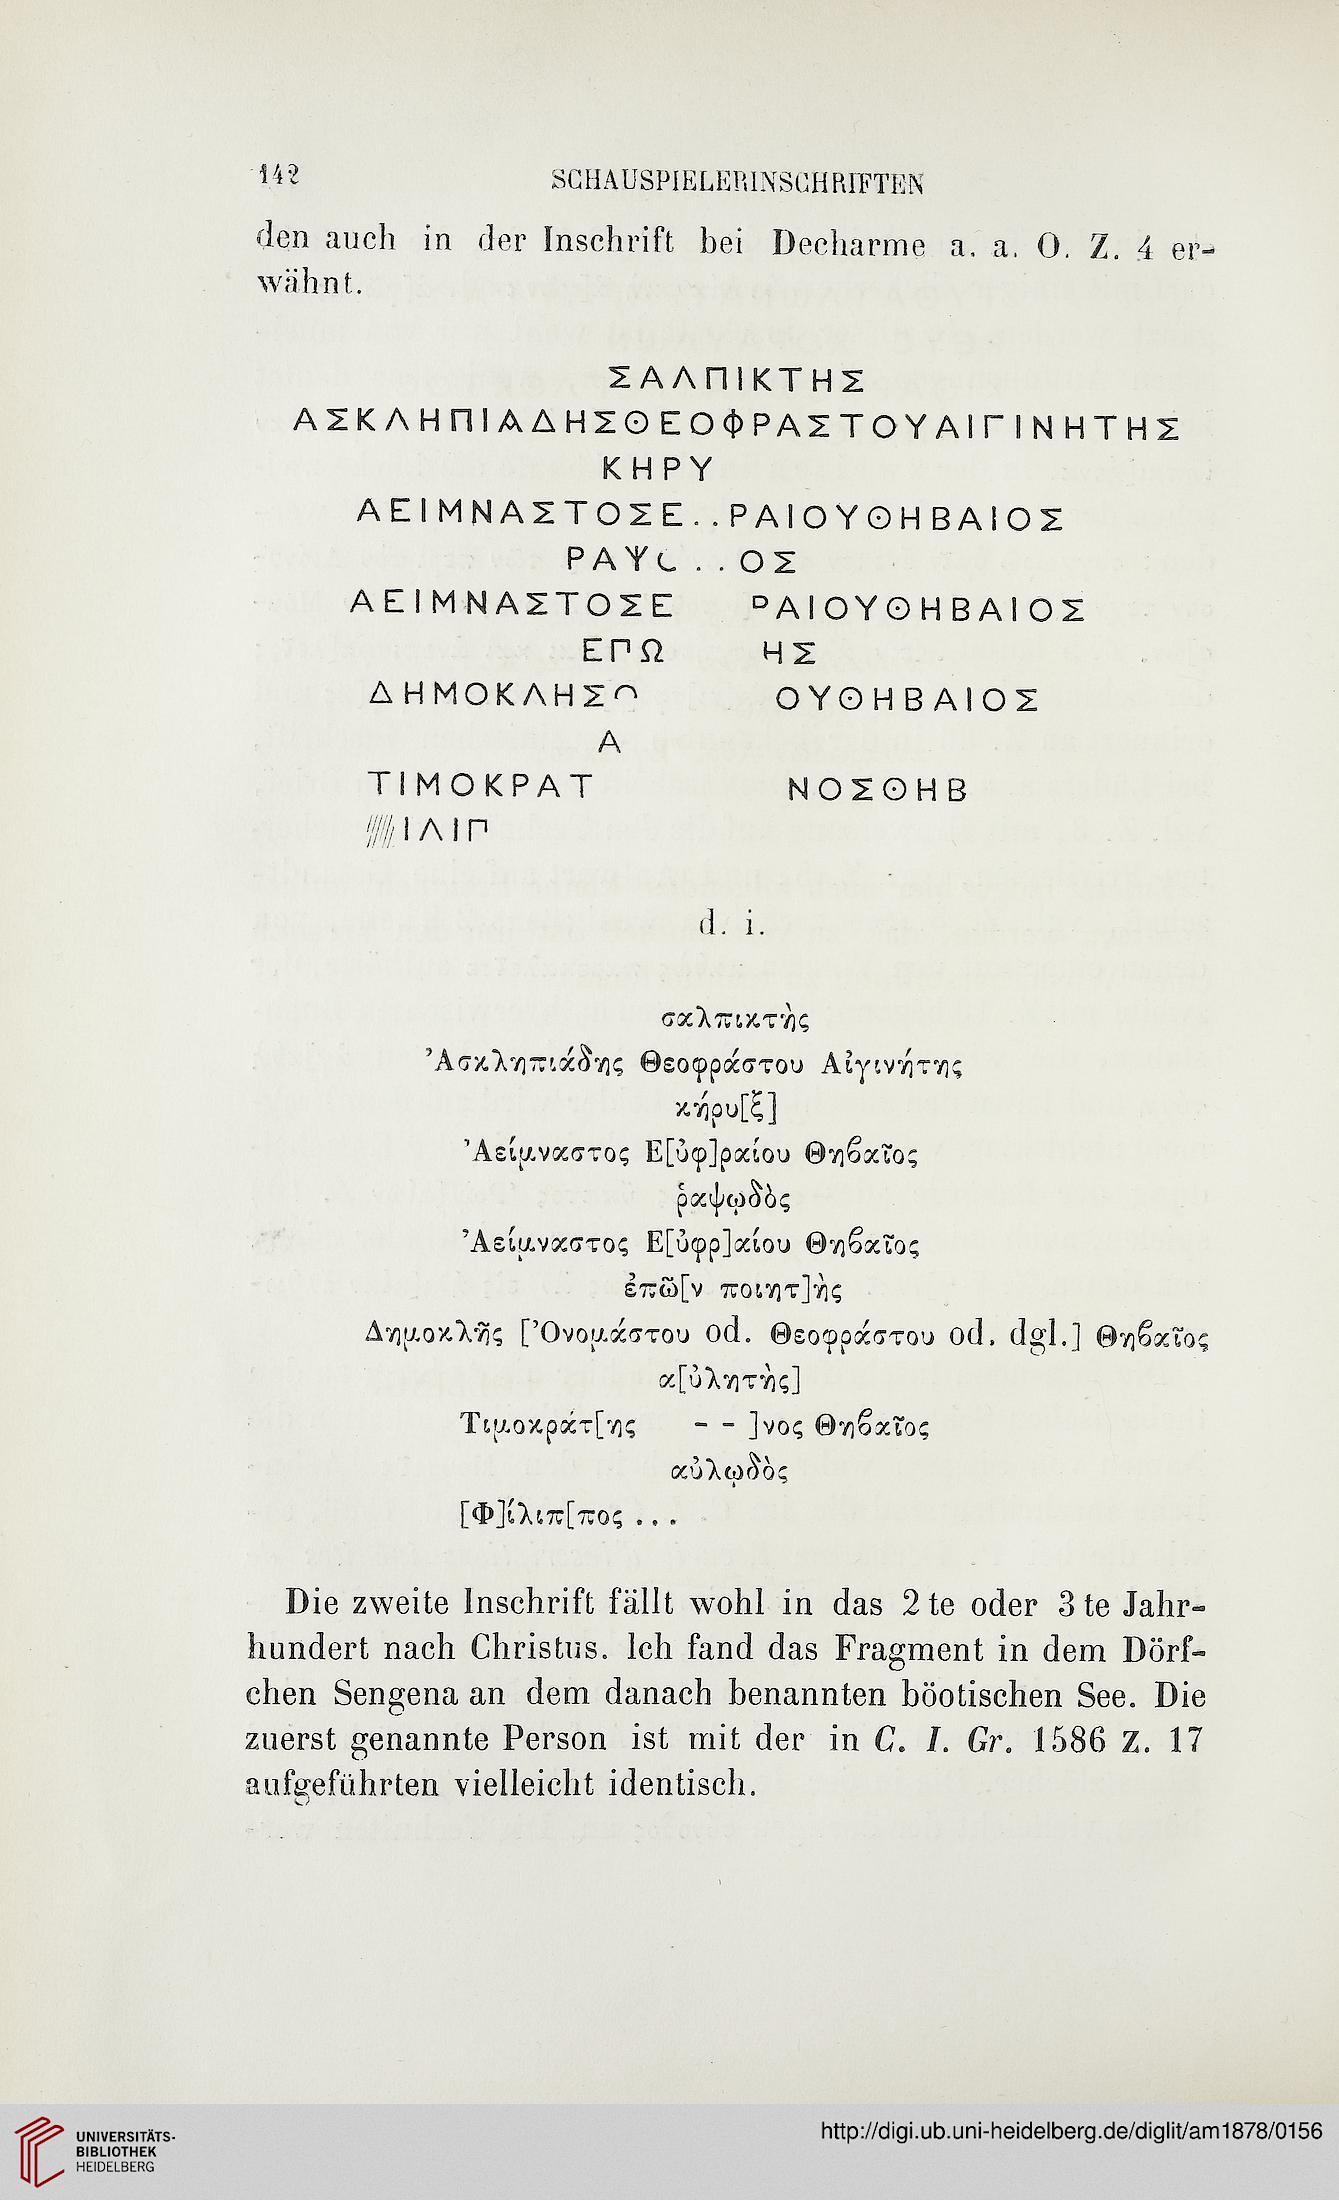 142 SCHAUSPIELERINSCHRIFTEN
den auch in der Inschrift bei Decharme a. a. O. Z. 4 er-
wähnt.
ΣΑΛΠΙΚΤΗΣ
ΑΣΚΛΗΠΙΑΔΗΣΘΕΟΦΡΑΣΤΟΥΑΙΓΙΝΗΤΗΣ
ΚΗΡΥ
ΑΕΙΜΝΑΣΤΟΣΕ..ΡΑΙΟΥΘΗΒΑΙΟΣ
ΡΑΨ . . ΟΣ
ΑΕΙΜΝΑΣΤΟΣΕ ΡΑΙΟΥΘΗΒΑΙΟΣ
ΕΠΩ ΗΣ
ΔΗΜΟΚΛΗΣ ΟΥΘΗΒΑΙΟΣ
Α
ΤΙΜΟΚΡΑΤ ΝΟΣΘΗΒ
ΙΛΙΠ
d. i.
σαλπικτὴς
Ἀσκληπιάδης Θεοφράστου Αἰγινήτης
κήρυ[ξ]
Ἀείμναστος Ε[ὐφ]ραίου Θηβαῖος
ῥαψῳδὸς
Ἀείμναστος Ε[ὐφρ]αίου Θηβαῖος
ἐπῶ[ν ποιητ]ὴς
Δημοκλῆς [Ὀνομάστου od. Θεοφράστου od. dgl.] Θηβαῖος
α[ὐλητὴς]
Τιμοκράτ[ης - - ]νος Θηβαῖος
αὐλῳδὸς
[Φ]ίλιπ[πος ...
Die zweite Inschrift fällt wohl in das 2te oder 3te Jahr-
hundert nach Christus. Ich fand das Fragment in dem Dörf-
chen Sengena an dem danach benannten böotischen See. Die
zuerst genannte Person ist mit der in C. I. Gr. 1586 Z. 17
aufgeführten vielleicht identisch.
UNIVERSITÄTS-
BIBLIOTHEK
HEIDELBERG
http://digi.ub.uni-heidelberg.de/diglit/am1878/0156